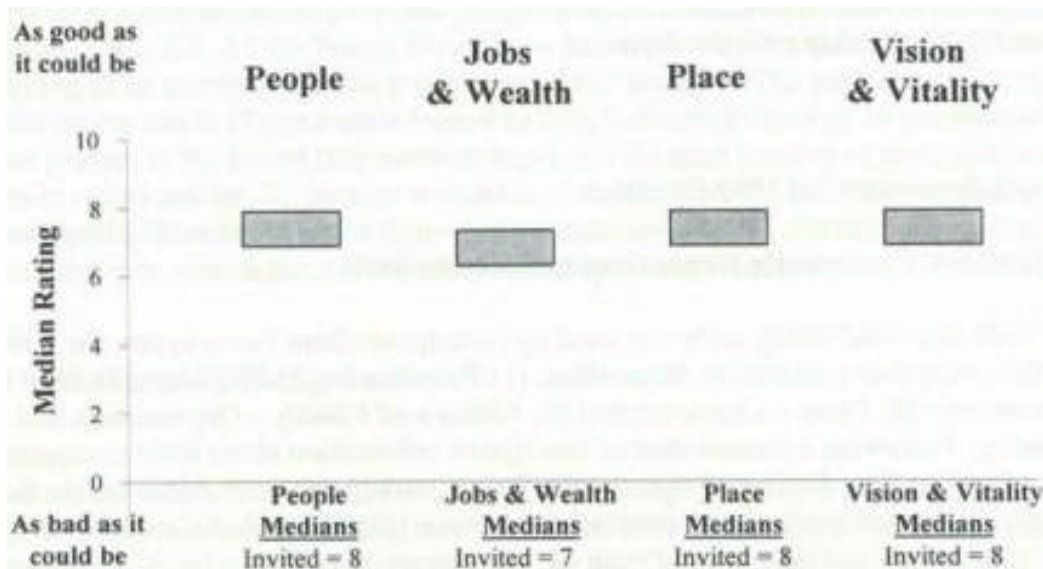 As good as
it could be
People
Jobs
& Wealth
Place
Vision
& Vitality
Median Rating
10
8
6
4
2
0
As bad as it
could be
People
Medians
Invited = 8
Jobs & Wealth
Medians
Invited = 7
Place
Medians
Invited = 8
Vision & Vitality
Medians
Invited = 8